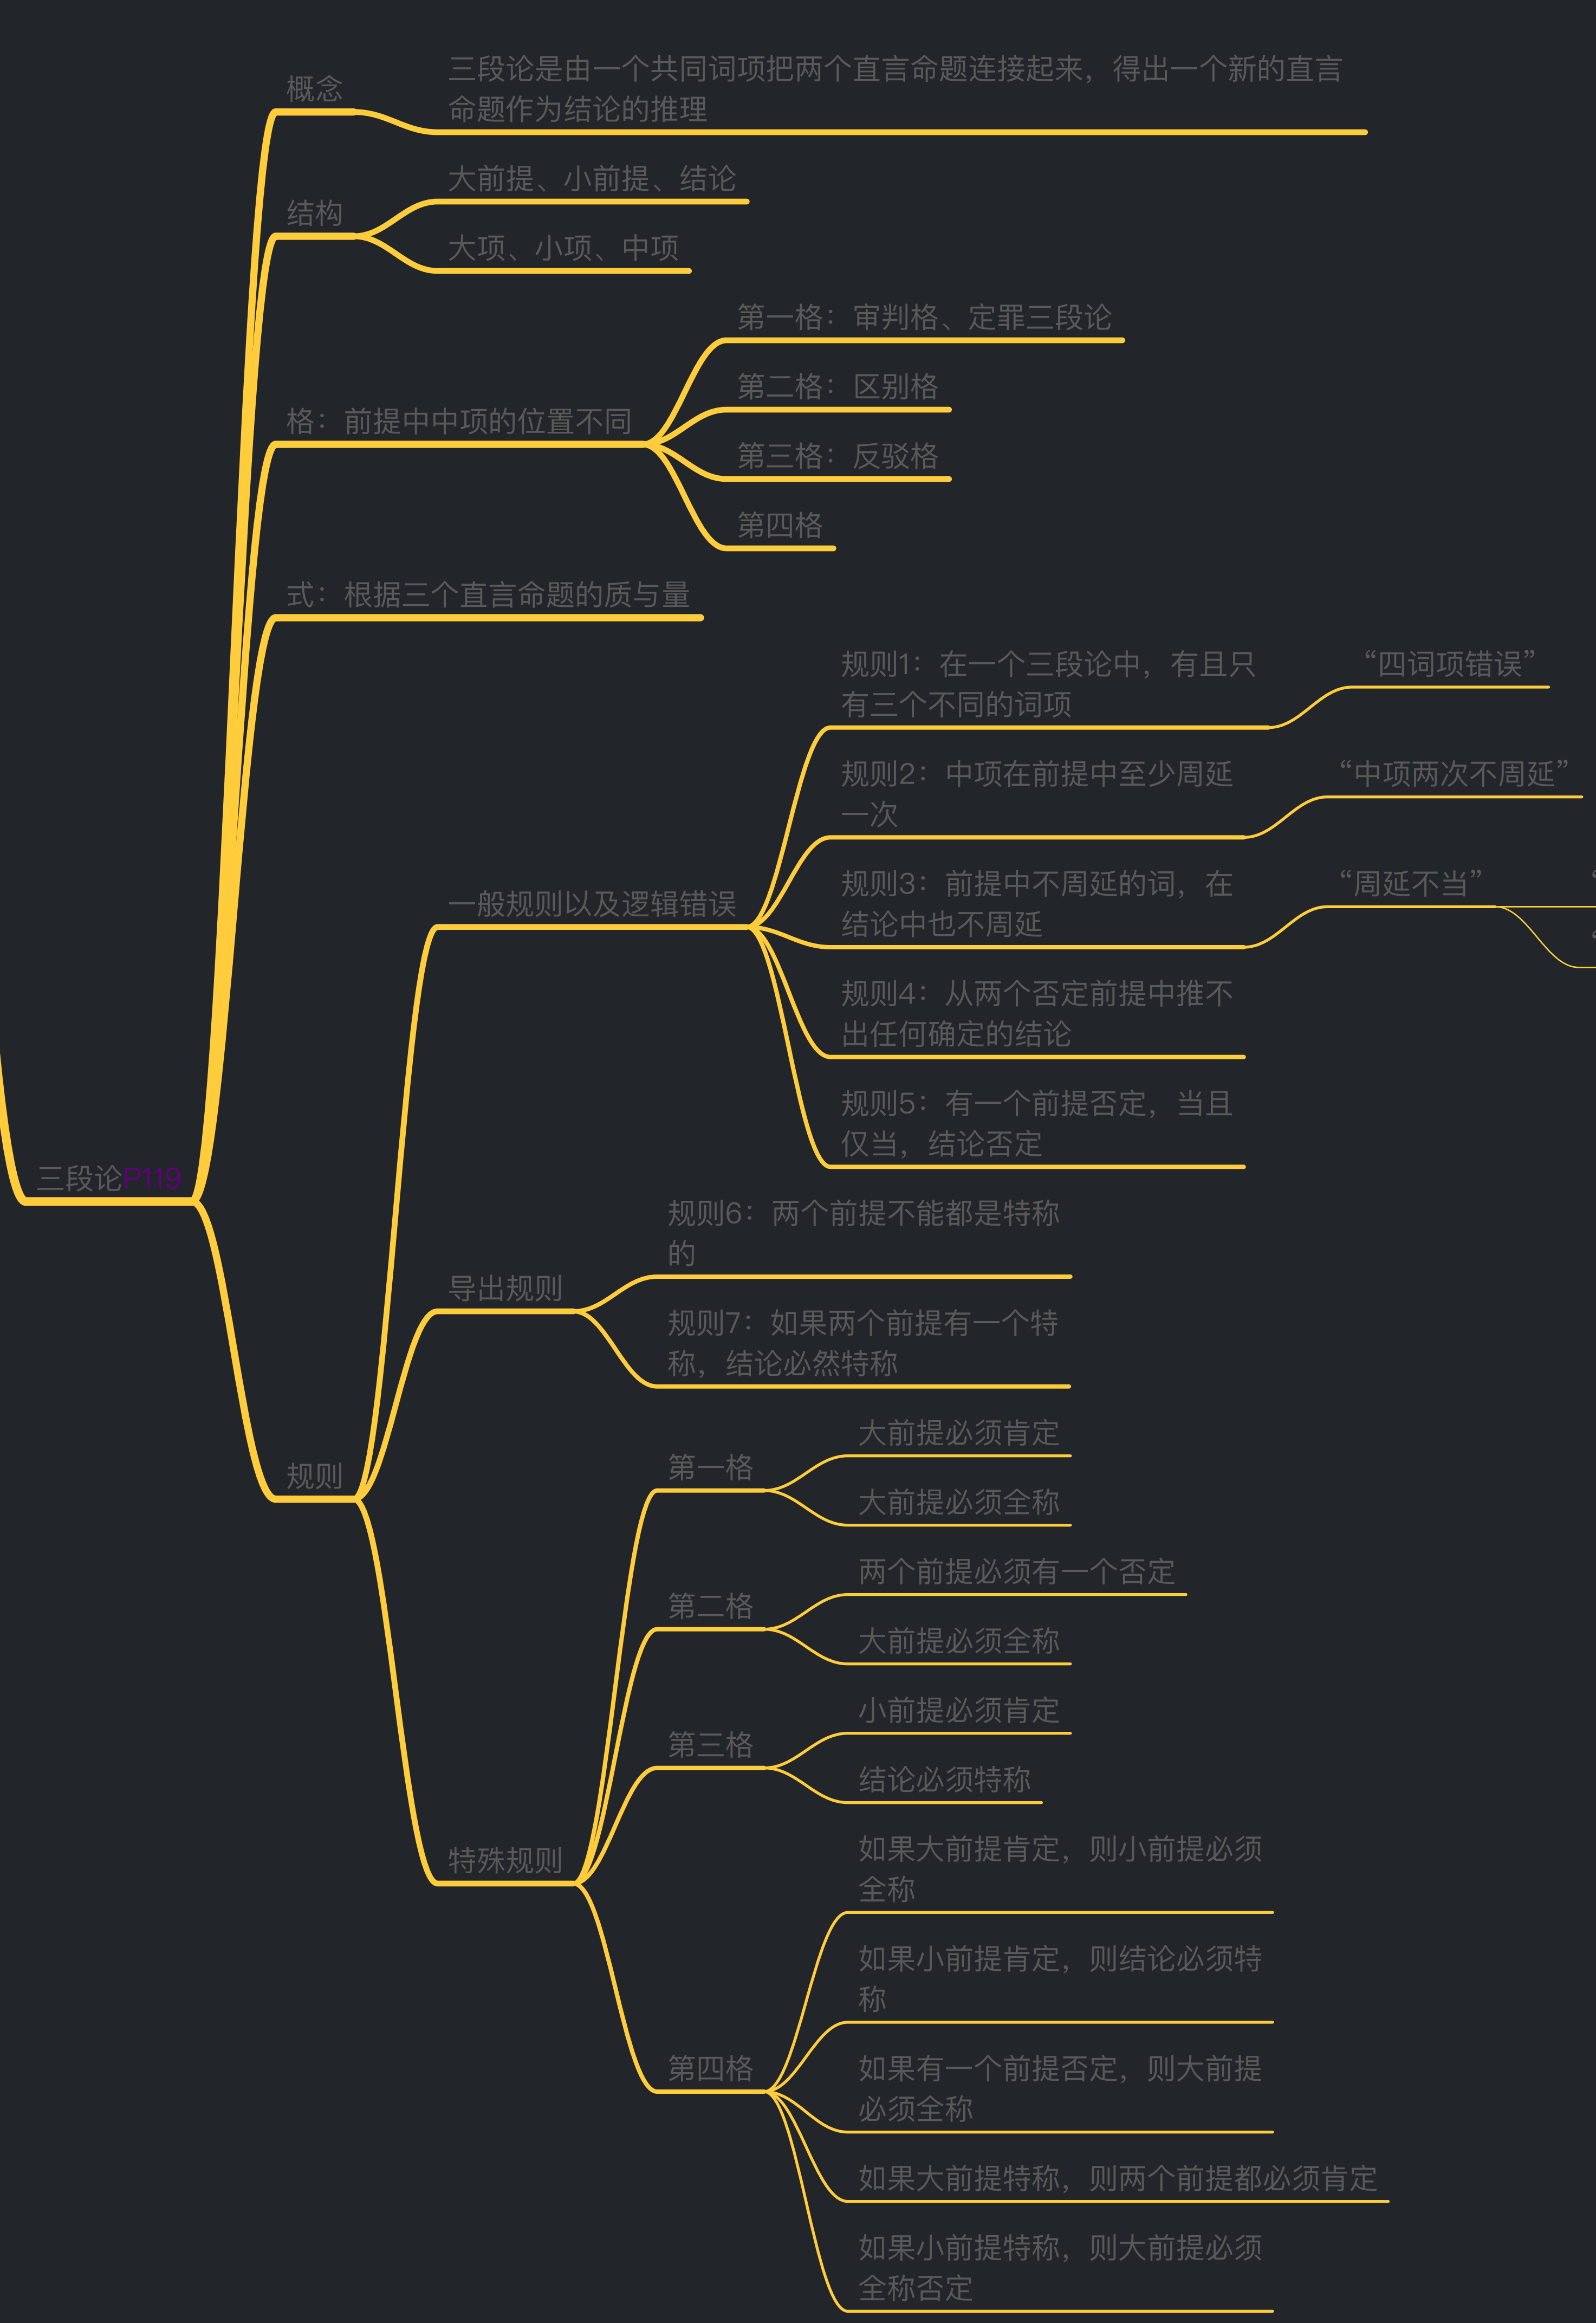 概念
三段论是由一个共同词项把两个直言命题连接起来，得出一个新的直言
命题作为结论的推理
结构
大前提、小前提、结论
大项、小项、中项
格：前提中中项的位置不同
第一格：审判格、定罪三段论
第二格：区别格
第三格：反驳格
第四格
式：根据三个直言命题的质与量
三段论P119
规则
一般规则以及逻辑错误
规则1：在一个三段论中，有且只
有三个不同的词项
“四词项错误”
规则2：中项在前提中至少周延
一次
“中项两次不周延”
规则3：前提中不周延的词，在
结论中也不周延
“周延不当”
规则4：从两个否定前提中推不
出任何确定的结论
规则5：有一个前提否定，当且
仅当，结论否定
导出规则
规则6：两个前提不能都是特称
的
规则7：如果两个前提有一个特
称，结论必然特称
特殊规则
第一格
大前提必须肯定
大前提必须全称
第二格
两个前提必须有一个否定
大前提必须全称
第三格
小前提必须肯定
结论必须特称
第四格
如果大前提肯定，则小前提必须
全称
如果小前提肯定，则结论必须特
称
如果有一个前提否定，则大前提
必须全称
如果大前提特称，则两个前提都必须肯定
如果小前提特称，则大前提必须
全称否定